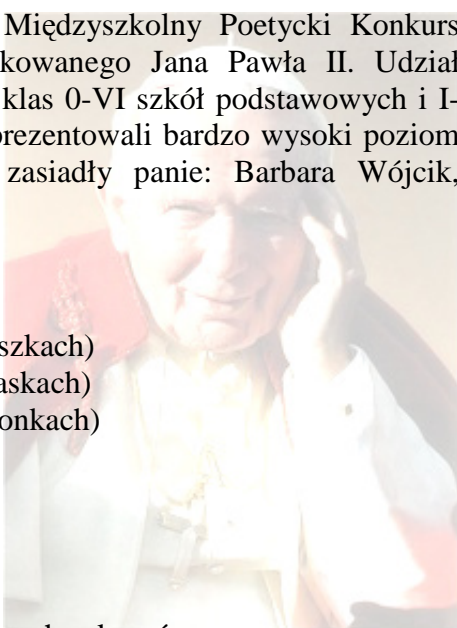 Międzyszkolny Poetycki Konkurs
kowanego Jana Pawła II. Udział
klas 0-VI szkół podstawowych i I-
prezentowali bardzo wysoki poziom
zasiadły panie: Barbara Wójcik,
szkach)
askach)
onkach)